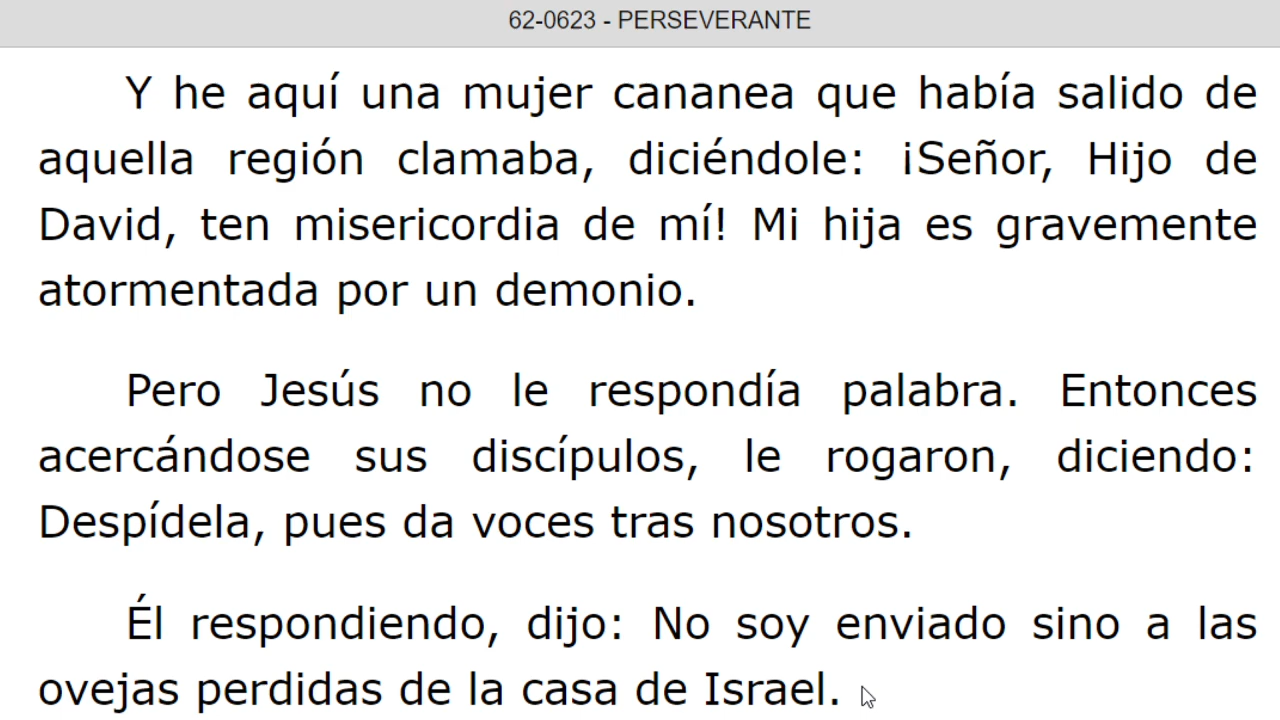 62-0623 - PERSEVERANTE
Y he aquí una mujer cananea que había salido de
aquella región clamaba, diciéndole: ¡Señor, Hijo de
David, ten misericordia de mí! Mi hija es gravemente
atormentada por un demonio.
Pero Jesús no le respondía palabra. Entonces
acercándose sus discípulos, le rogaron, diciendo:
Despídela, pues da voces tras nosotros.
Él respondiendo, dijo: No soy enviado sino a las
ovejas perdidas de la casa de Israel.